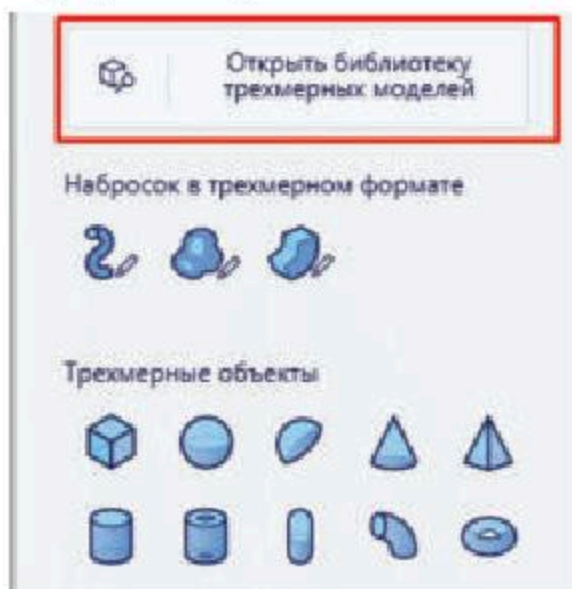 Открыть библиотеку
трехмерных моделей
Набросок в трехмерном формате
Трехмерные объекты